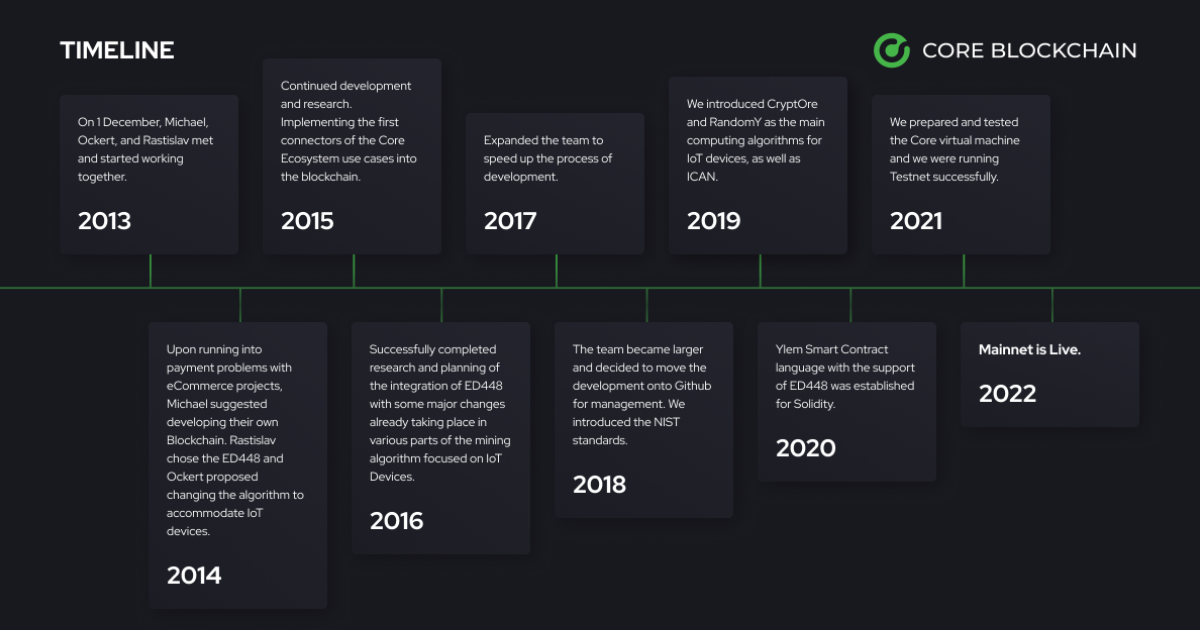 TIMELINE
CORE BLOCKCHAIN
On 1 December, Michael,
Ockert, and Rastislav met
and started working
together.
2013
Upon running into
payment problems with
eCommerce projects,
Michael suggested
developing their own
Blockchain. Rastislav
chose the ED448 and
Ockert proposed
changing the algorithm to
accommodate IoT
devices.
2014
Continued development
and research.
Implementing the first
connectors of the Core
Ecosystem use cases into
the blockchain.
2015
Successfully completed
research and planning of
the integration of ED448
with some major changes
already taking place in
various parts of the mining
algorithm focused on IoT
Devices.
2016
Expanded the team to
speed up the process of
development.
2017
The team became larger
and decided to move the
development onto Github
for management. We
introduced the NIST
standards.
2018
We introduced CryptOre
and RandomY as the main
computing algorithms for
IoT devices, as well as
ICAN.
2019
Ylem Smart Contract
language with the support
of ED448 was established
for Solidity.
2020
We prepared and tested
the Core virtual machine
and we were running
Testnet successfully.
2021
Mainnet is Live.
2022